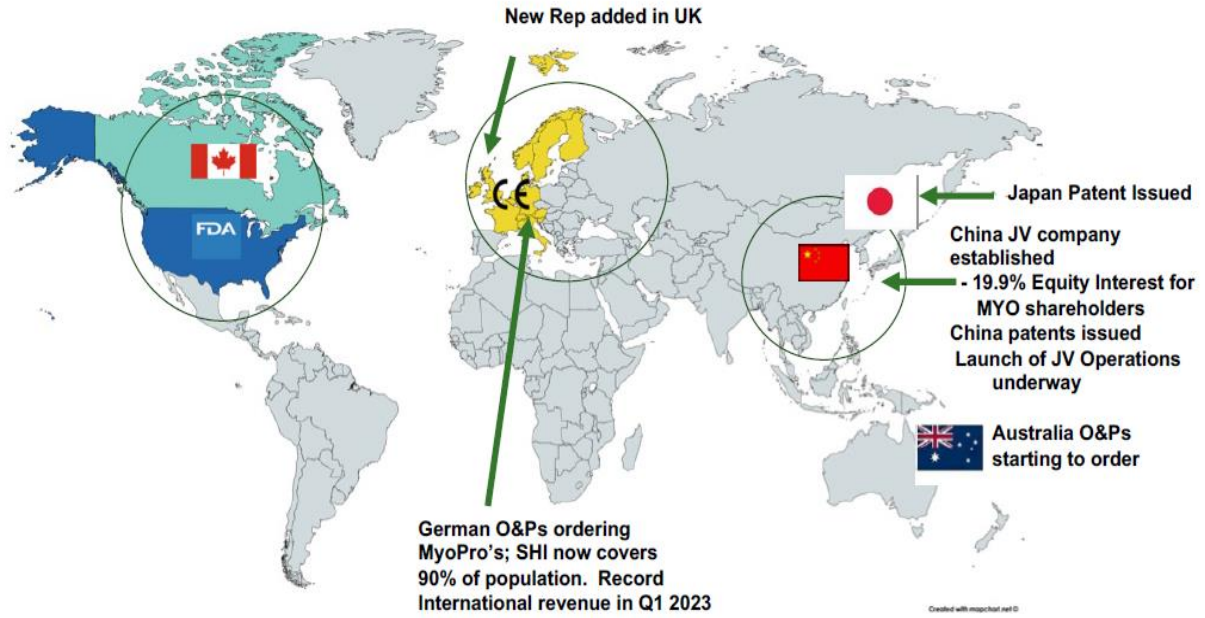 New Rep added in UK
FDA
CE
Japan Patent Issued
China JV company
established
- 19.9% Equity Interest for
MYO shareholders
China patents issued
Launch of JV Operations
underway
Australia O&Ps
starting to order
German O&Ps ordering
MyoPro's; SHI now covers
90% of population. Record
International revenue in Q1 2023
Created with mapchart.net ©